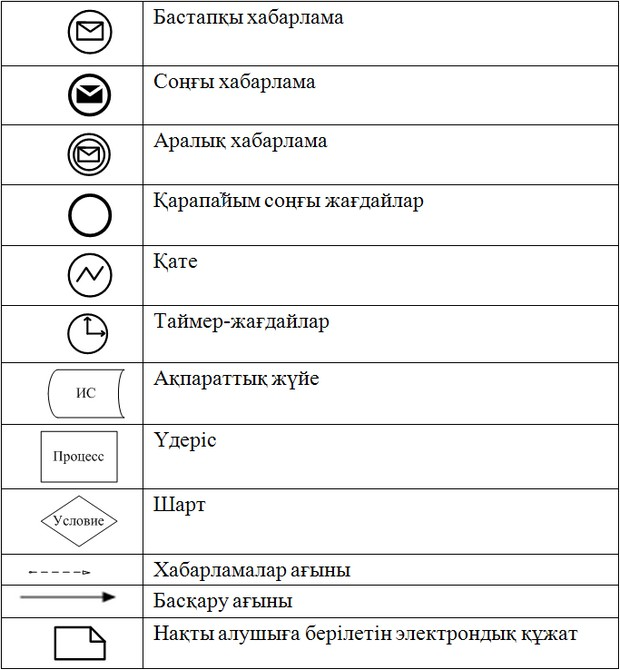 Бастапқы хабарлама
Соңғы хабарлама
Аралық хабарлама
Қарапайым соңғы жағдайлар
Қате
Таймер-жағдайлар
ИС
Ақпараттық жүйе
Процесс
Үдеріс
Условие
Шарт
Хабарламалар ағыны
Басқару ағыны
Нақты алушыға берілетін электрондық құжат